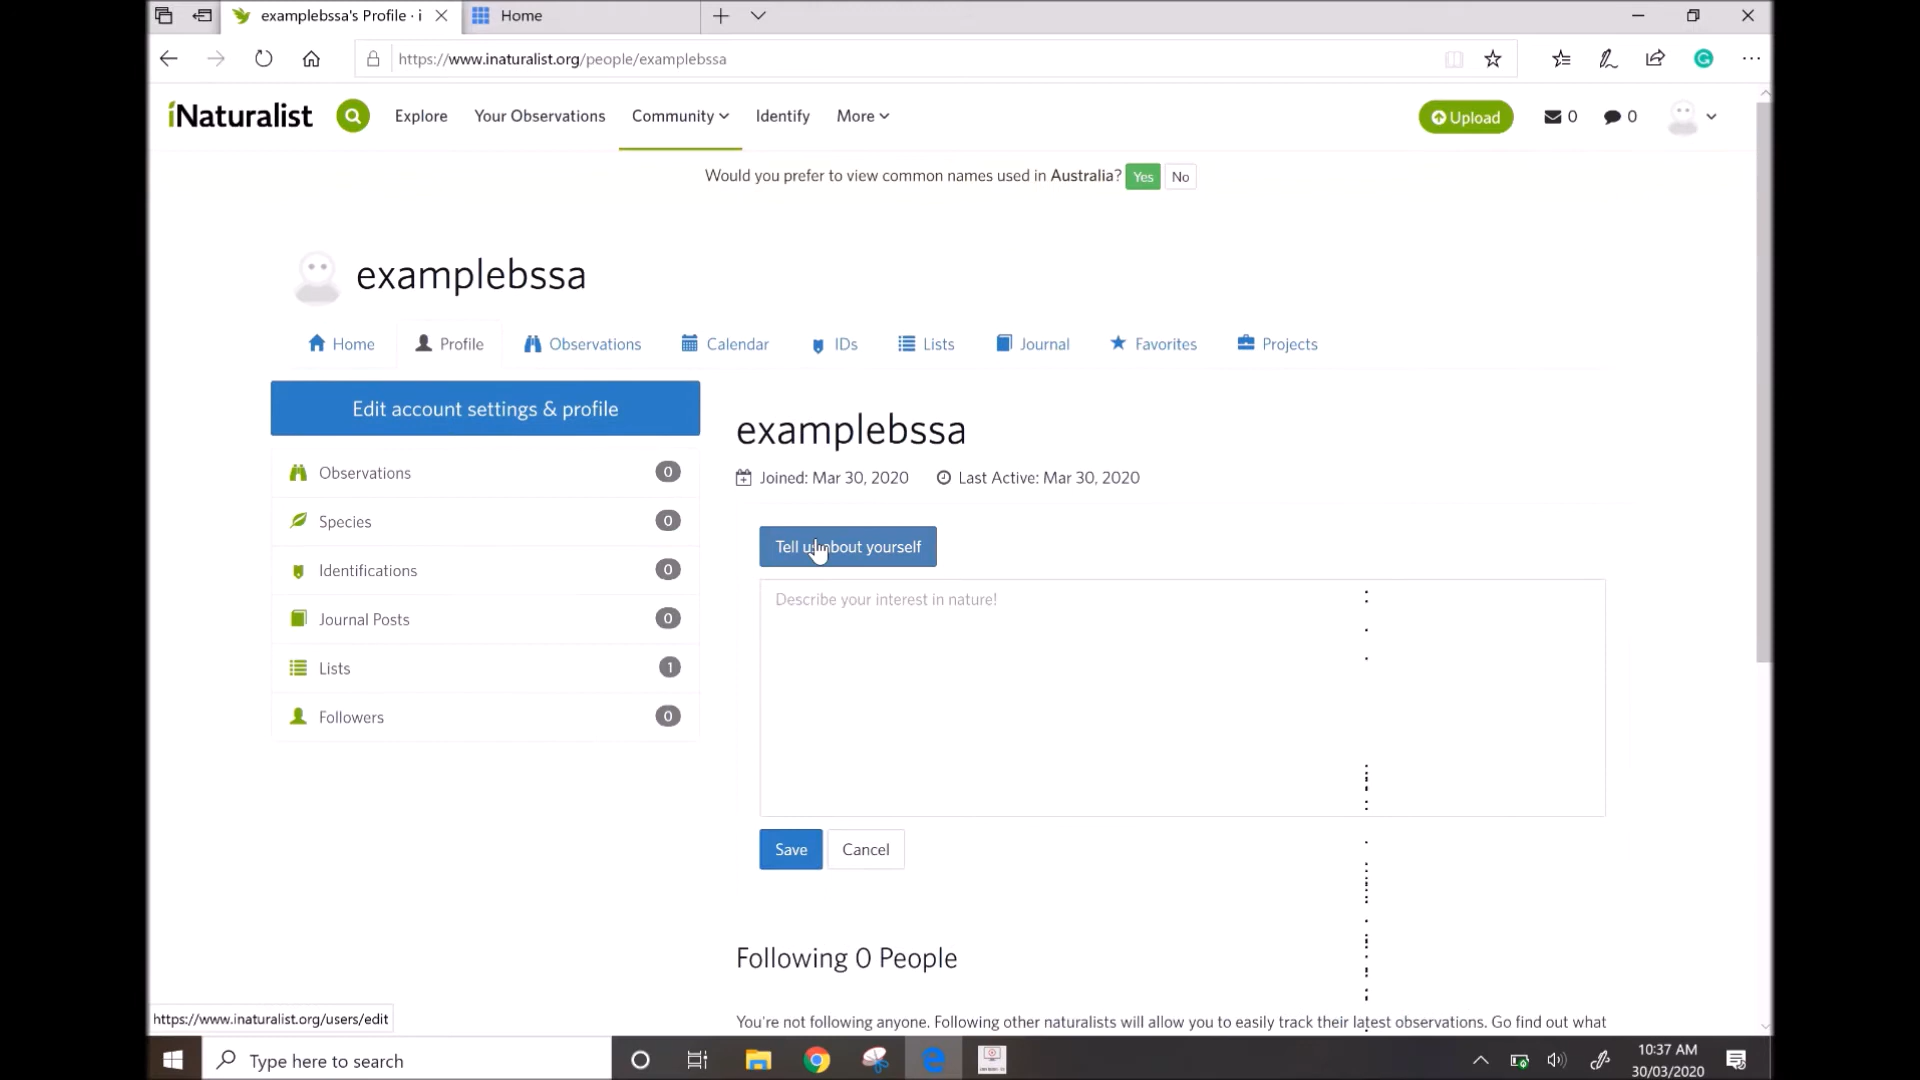 examplebssa's Profile · i
Home
https://www.inaturalist.org/people/examplebssa
iNaturalist
Explore
Your Observations
Community
Identify
More
Upload
0
0
Would you prefer to view common names used in Australia? Yes No
examplebssa
Home
Profile
Observations
Calendar
IDs
Lists
Journal
Favorites
Projects
Edit account settings & profile
Observations 0
Species 0
Identifications 0
Journal Posts 0
Lists 1
Followers 0
examplebssa
Joined: Mar 30, 2020 Last Active: Mar 30, 2020
Tell us about yourself
Describe your interest in nature!
Save
Cancel
Following 0 People
You're not following anyone. Following other naturalists will allow you to easily track their latest observations. Go find out what
https://www.inaturalist.org/users/edit
Type here to search
10:37 AM
30/03/2020